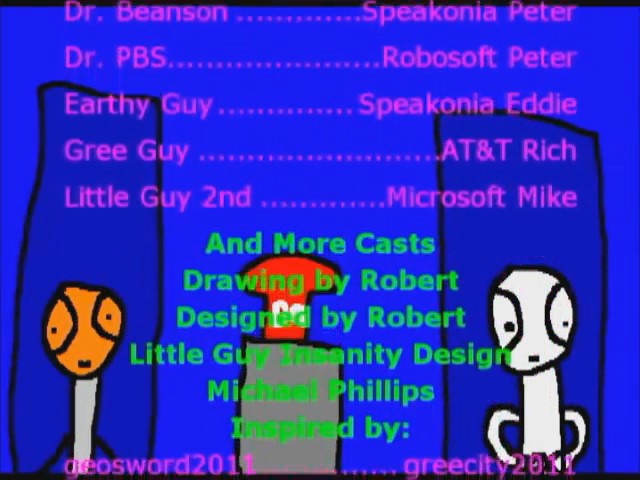 Dr. Beanson ...............Speakonia Peter
Dr. PBS......................Robosoft Peter
Earthy Guy.............. Speakonia Eddie
Gree Guy .........................AT&T Rich
Little Guy 2nd .............Microsoft Mike
And More Casts
Drawing by Robert
Designed by Robert
Little Guy Insanity Design
Michael Phillips
Inspired by:
geosword2011............... greecity2011